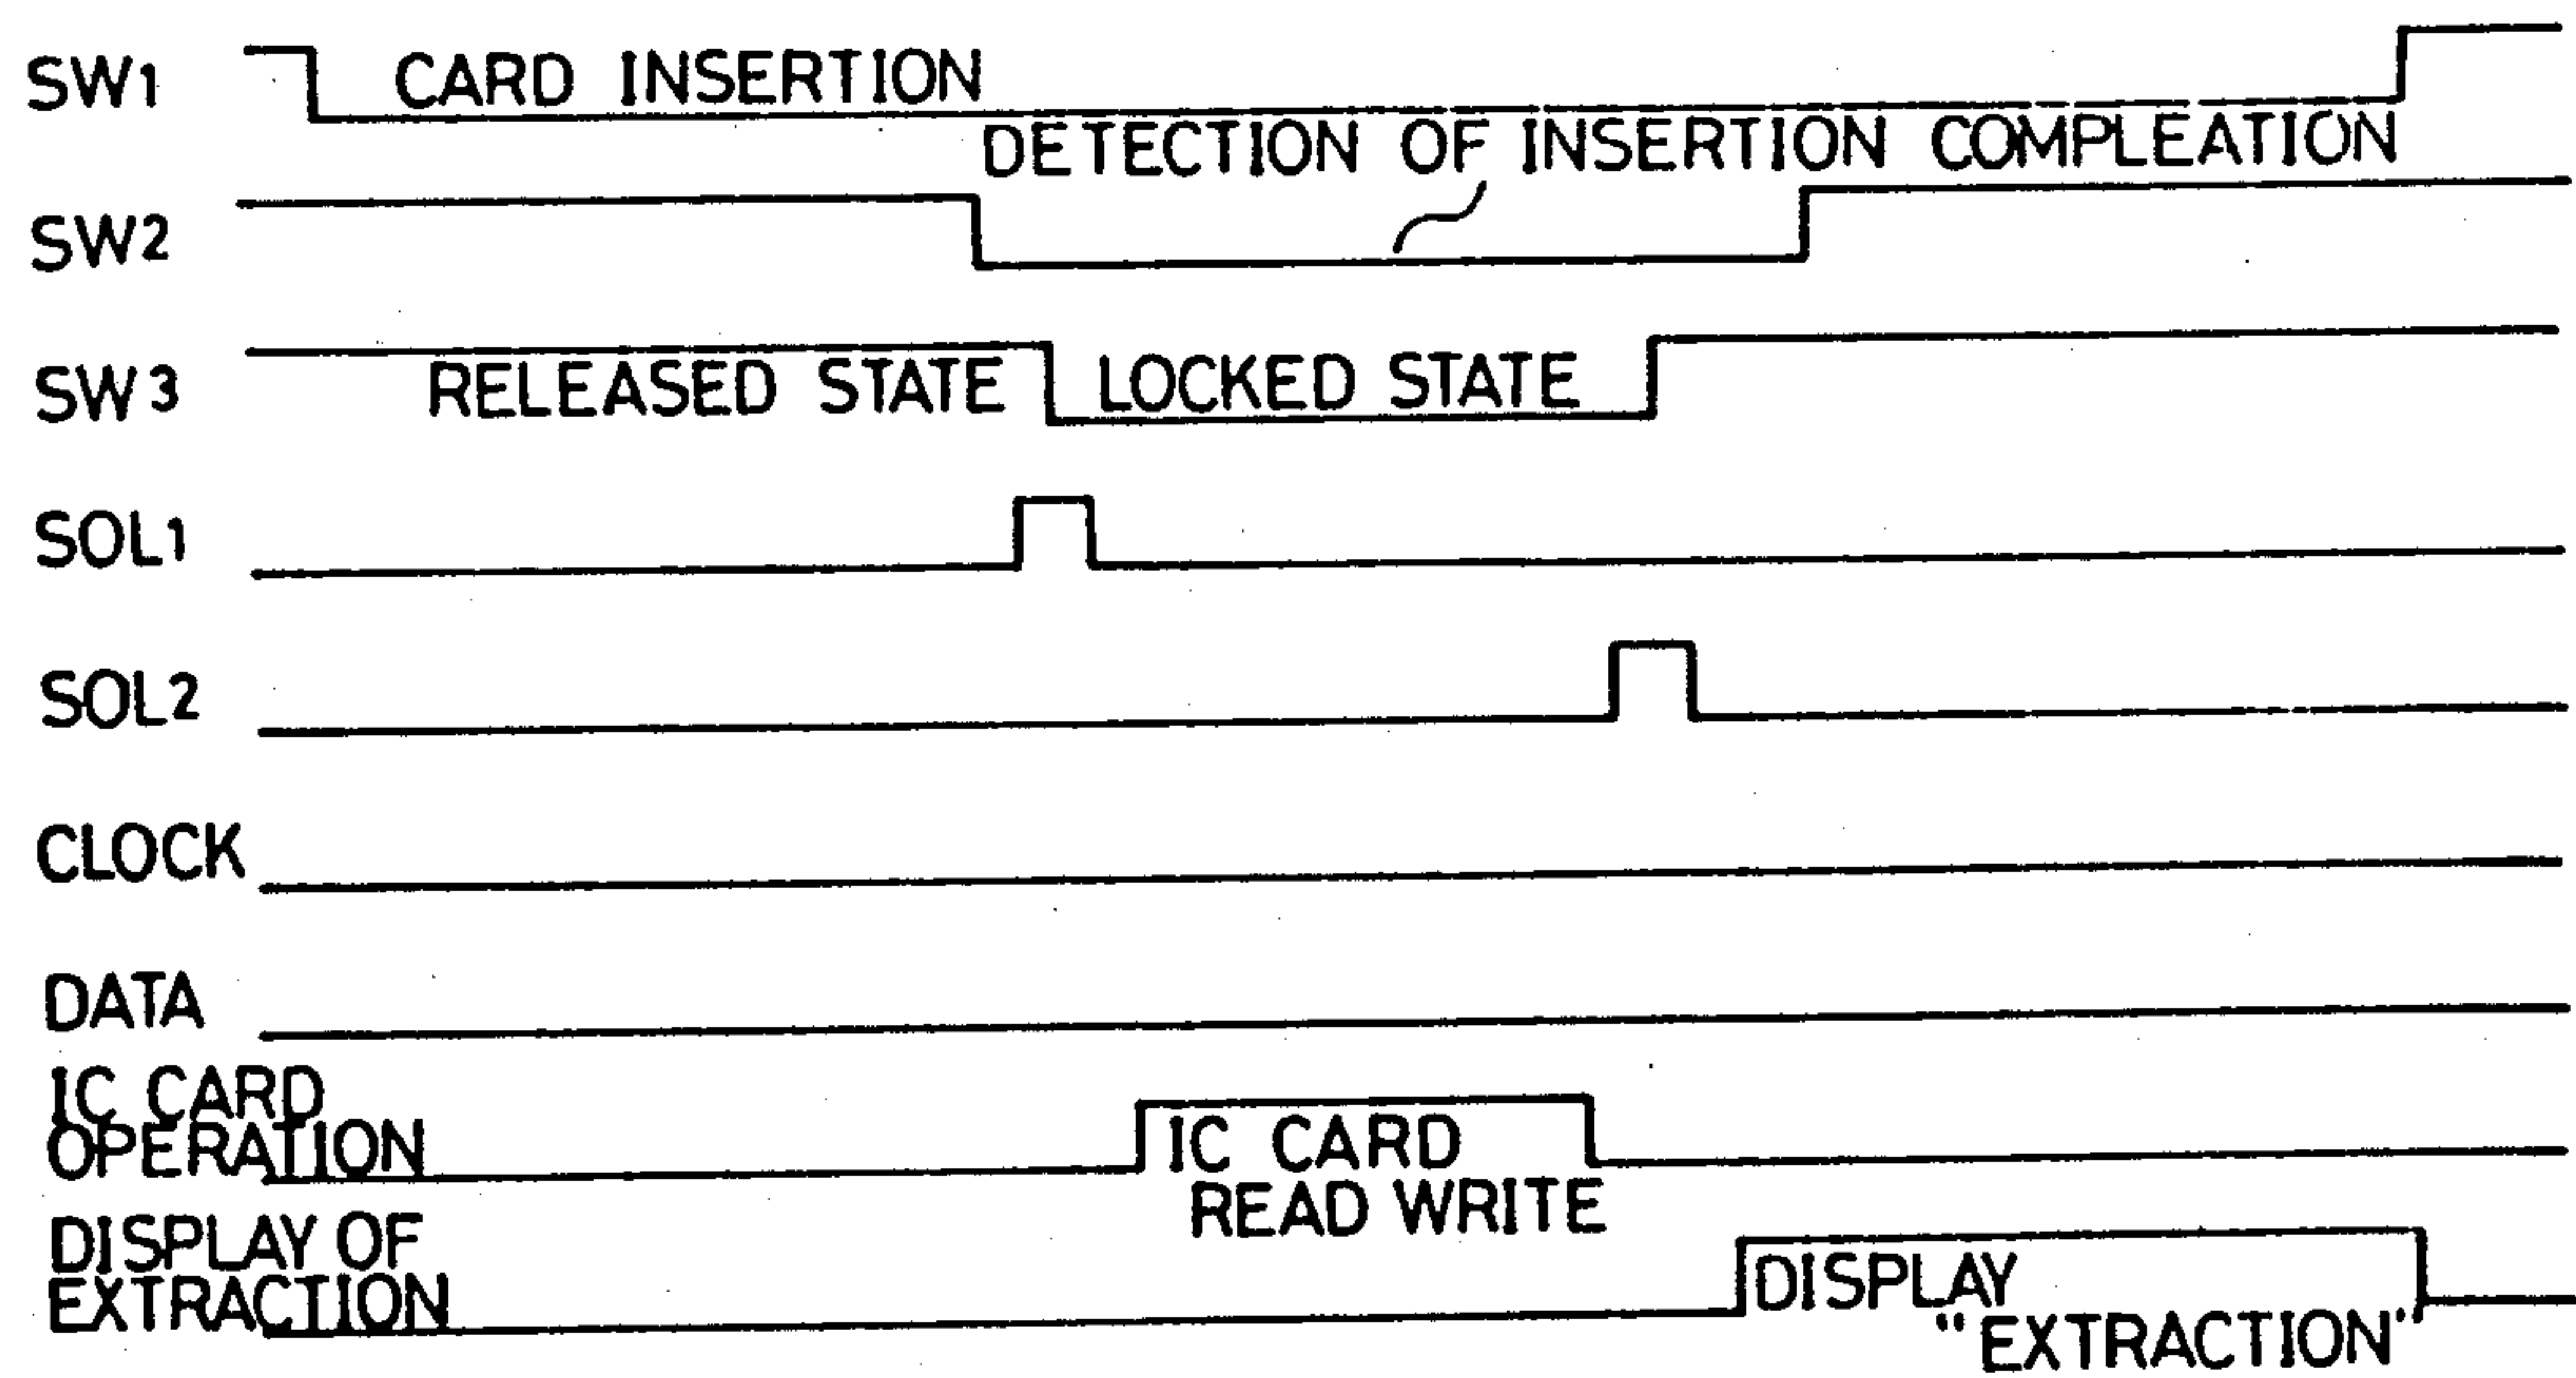 SW1 CARD INSERTION
DETECTION OF INSERTION COMPLEATION
SW2
SW3 RELEASED STATE LOCKED STATE
SOL1
SOL2
CLOCK
DATA
IC CARD
OPERATION
IC CARD
READ WRITE
DISPLAY OF
EXTRACTION
DISPLAY
"EXTRACTION"